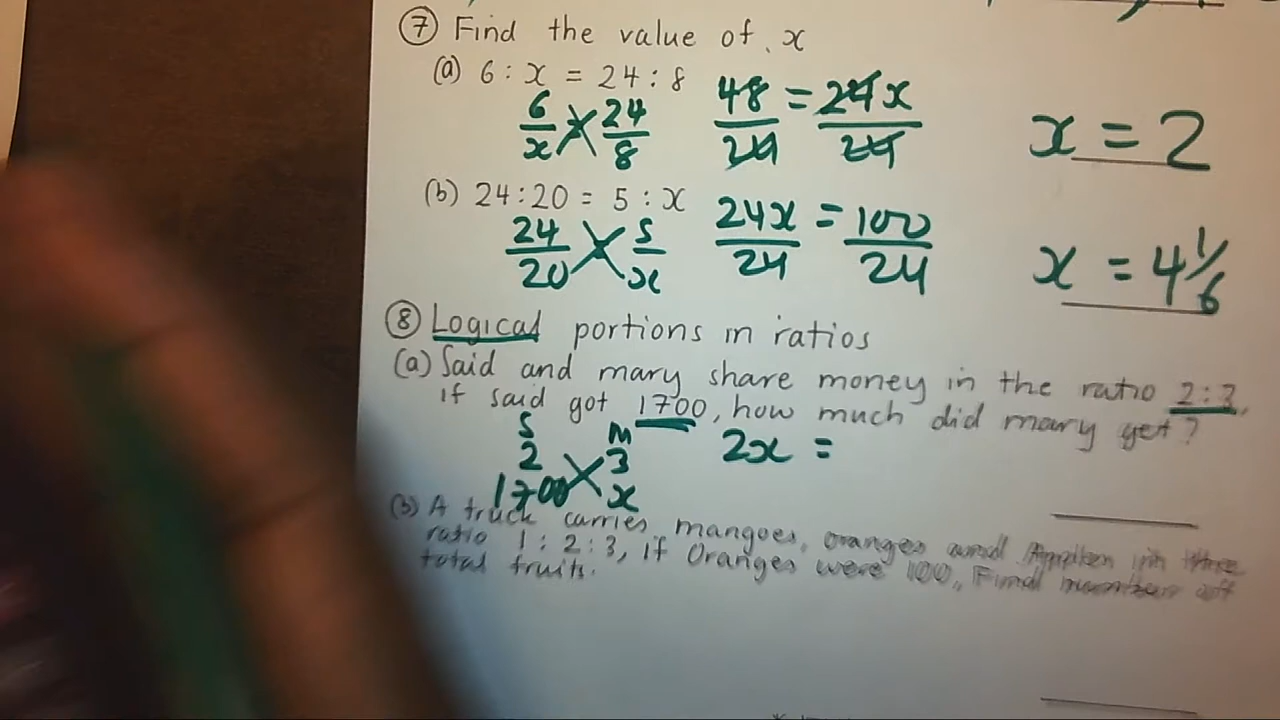 ⑦ Find the value of x
(a) 6 : x = 24 : 8
6/x 24/8 48/24 = 24x/24 x = 2
(b) 24 : 20 = 5 : x
24/20 5/x 24x/24 = 100/24 x = 4 1/6
⑧ Logical portions in ratios
(a) Said and mary share money in the ratio 2:3,
if said got 1700, how much did mary get?
S M
2 3 2x =
1700 x
(b) A truck carries mangoes, oranges and in
ratio 1 : 2 : 3, if Oranges were 100, Find number of
total fruits.